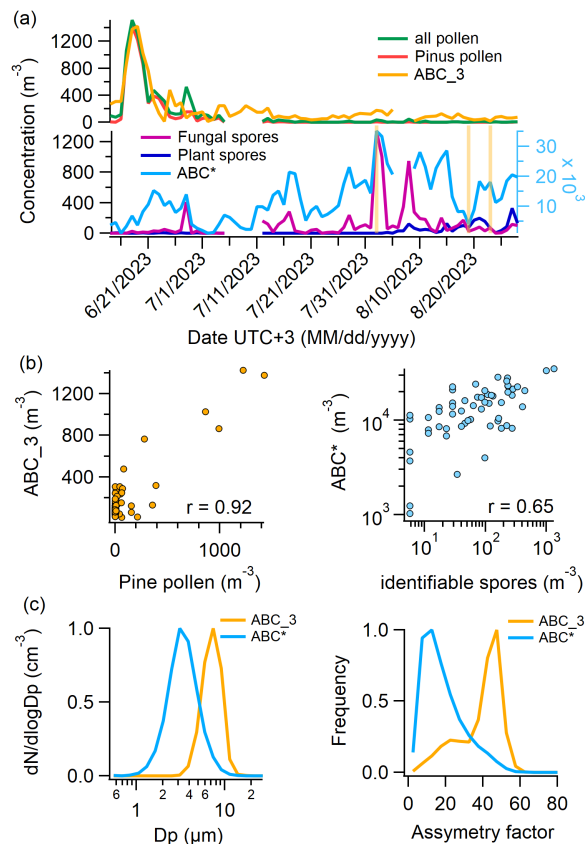 (a)
1200
800
400
0
all pollen
Pinus pollen
ABC_3
Concentration (m⁻³)
1200
800
400
0
Fungal spores
Plant spores
ABC*
30
20
10
x 10³
6/21/2023
7/1/2023
7/11/2023
7/21/2023
7/31/2023
8/10/2023
8/20/2023
Date UTC+3 (MM/dd/yyyy)
(b)
ABC_3 (m⁻³)
1200
800
400
0
1000
r = 0.92
Pine pollen (m⁻³)
ABC* (m⁻³)
10⁴
10³
10¹
10²
10³
r = 0.65
identifiable spores (m⁻³)
(c)
dN/dlogDp (cm⁻³)
1.0
0.5
0.0
ABC_3
ABC*
6
1
2
4
6
10
2
Dp (µm)
Frequency
1.0
0.5
0.0
ABC_3
ABC*
0
20
40
60
80
Assymetry factor